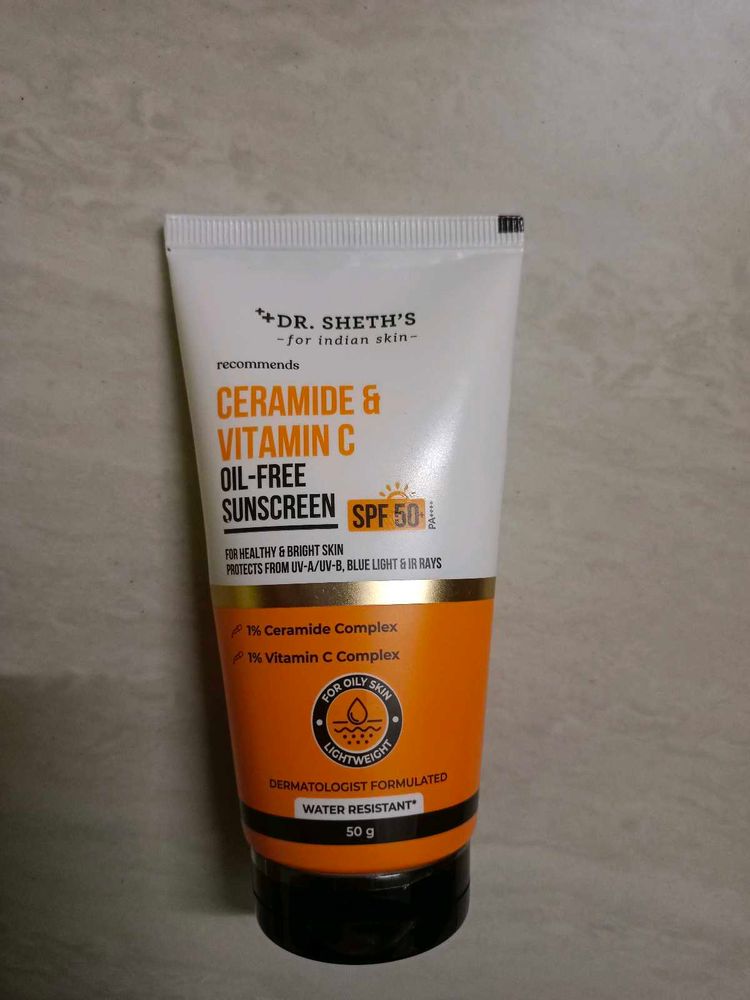 DR. SHETH'S
-for indian skin-
recommends
CERAMIDE &
VITAMIN C
OIL-FREE
SUNSCREEN
SPF 50+
PA++++
FOR HEALTHY & BRIGHT SKIN
PROTECTS FROM UV-A/UV-B, BLUE LIGHT & IR RAYS
1% Ceramide Complex
1% Vitamin C Complex
FOR OILY SKIN
LIGHTWEIGHT
DERMATOLOGIST FORMULATED
WATER RESISTANT*
50 g